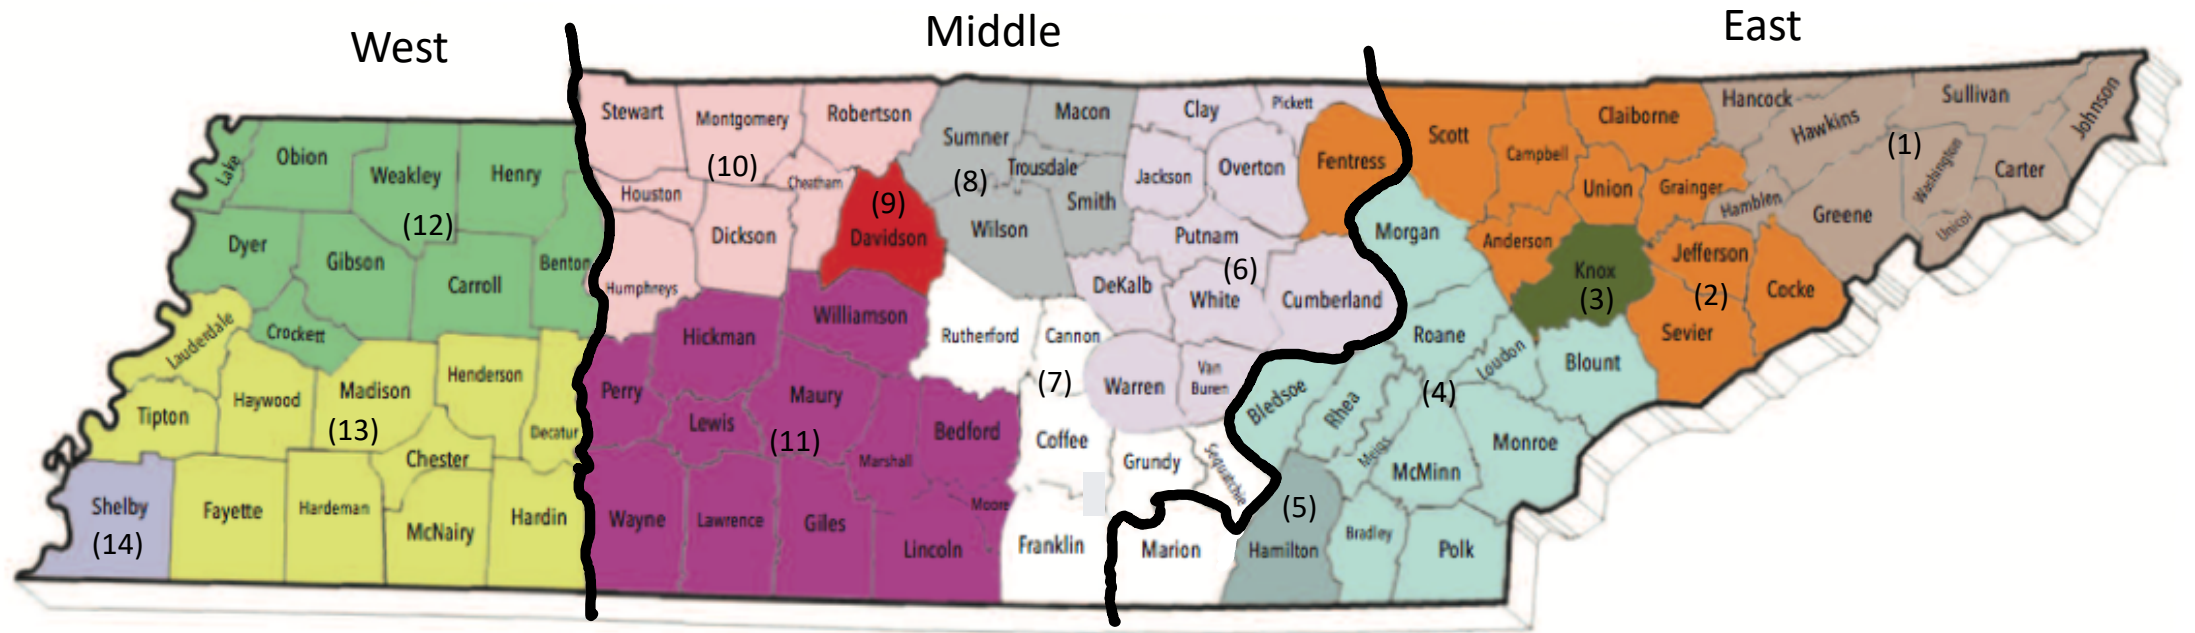 West
Middle
East
Lake
Obion
Weakley
Henry
(12)
Dyer
Gibson
Carroll
Benton
Crockett
Lauderdale
Tipton
Haywood
Madison
Henderson
Decatur
(13)
Chester
Shelby
(14)
Fayette
Hardeman
McNairy
Hardin
Stewart
Montgomery
Robertson
(10)
Cheatham
Houston
Dickson
Humphreys
(9)
Davidson
Sumner
Macon
Trousdale
(8)
Smith
Wilson
Clay
Pickett
Jackson
Overton
Fentress
Putnam
(6)
DeKalb
White
Cumberland
Warren
Van
Buren
Hickman
Williamson
Perry
Lewis
Maury
(11)
Marshall
Bedford
Wayne
Lawrence
Giles
Lincoln
Moore
Rutherford
Cannon
(7)
Coffee
Grundy
Sequatchie
Franklin
Marion
Scott
Campbell
Claiborne
Union
Grainger
Anderson
Jefferson
Cocke
(2)
Sevier
Knox
(3)
Hancock
Hawkins
Sullivan
Johnson
(1)
Washington
Carter
Hamblen
Greene
Unicoi
Morgan
Roane
Loudon
Blount
Bledsoe
Rhea
(4)
Meigs
McMinn
Monroe
(5)
Hamilton
Bradley
Polk